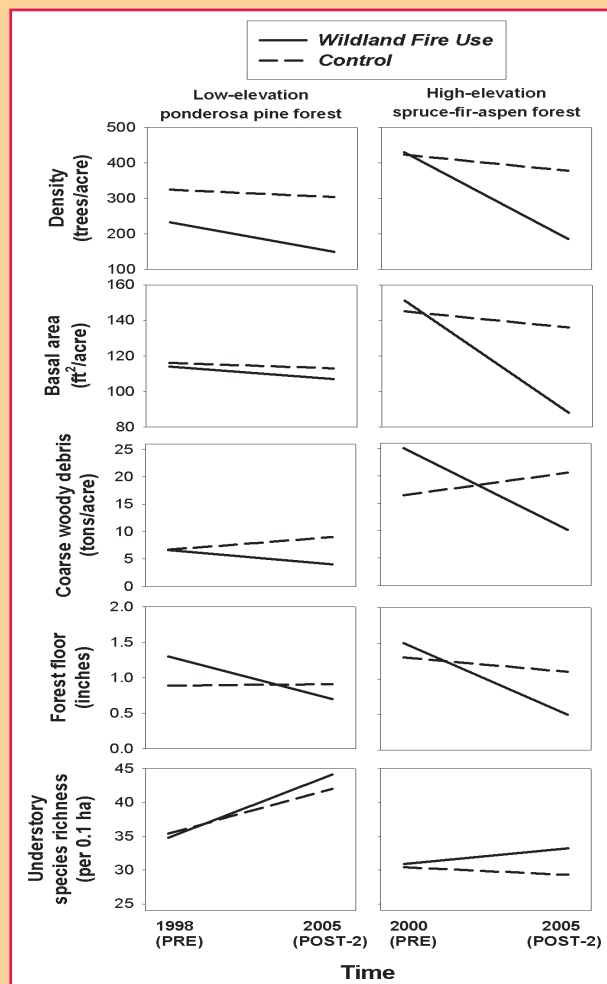 Wildland Fire Use
Control
Low-elevation
ponderosa pine forest
High-elevation
spruce-fir-aspen forest
Density
(trees/acre)
500
400
300
200
100
Basal area
(ft²/acre)
160
140
120
100
80
Coarse woody debris
(tons/acre)
25
20
15
10
5
0
Forest floor
(inches)
2.0
1.5
1.0
0.5
0.0
Understory
species richness
(per 0.1 ha)
45
40
35
30
25
1998
(PRE)
2005
(POST-2)
2000
(PRE)
2005
(POST-2)
Time